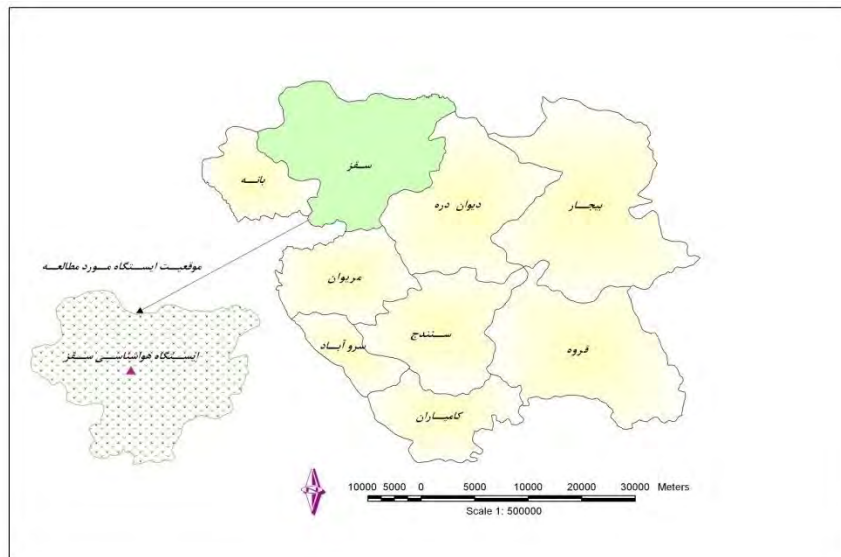 سقز
بانه
دیوان دره
بیجار
موقعیت ایستگاه مورد مطالعه
مریوان
سنندج
سرو آباد
قروه
ایستگاه هواشناسی سقز
کامیاران
10000 5000 0 5000 10000 20000 30000 Meters
Scale 1: 500000